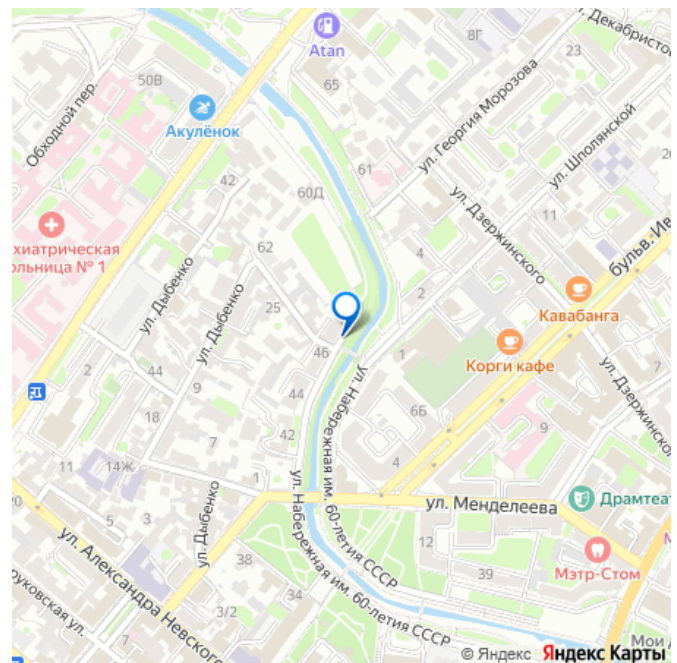 ул. Декабристов
Atan
8Г
23
50В
65
Акулёнок
Обходной пер.
ул. Георгия Морозова
ул. Шполянской
61
42
60Д
11
хиатрическая
ольница № 1
62
4
ул. Дзержинского
бульв. Ив
2
Кавабанга
ул. Дыбенко
25
ул. Дыбенко
46
1
Корги кафе
7
44
9
44
ул. Набережная им. 60-летия СССР
6Б
ул. Дзержинског
18
7
42
9
11
14Ж
1
4
20
5
3
ул. Дыбенко
ул. Менделеева
Драмтеат
ул. Набережная им. 60-летия СССР
12
Мэтр-Стом
ул. Александра Невского
38
39
34
руковская ул.
3/2
7
Мои
© Яндекс Яндекс Карты